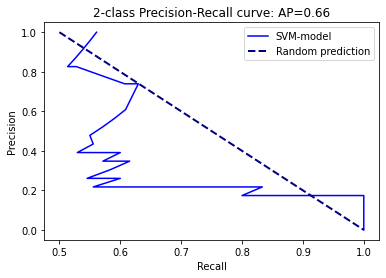 2-class Precision-Recall curve: AP=0.66
SVM-model
Random prediction
Precision
1.0
0.8
0.6
0.4
0.2
0.0
0.5 0.6 0.7 0.8 0.9 1.0
Recall